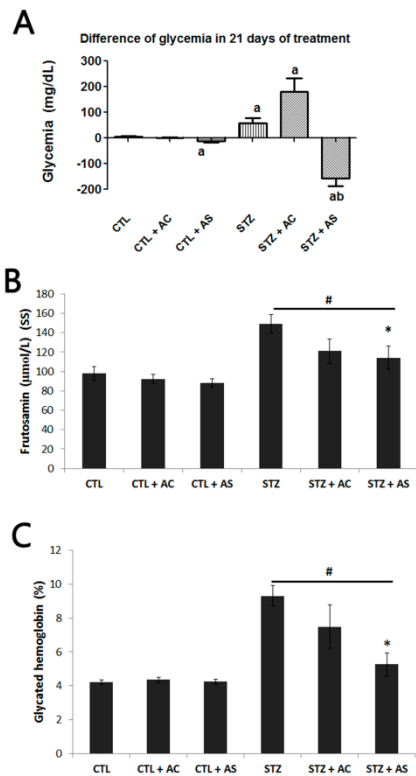 A
Difference of glycemia in 21 days of treatment
Glycemia (mg/dL)
300
200
100
0
-100
-200
a
a
a
ab
CTL
CTL + AC
CTL + AS
STZ
STZ + AC
STZ + AS
B
Frutosamin (µmol/L) (SS)
180
160
140
120
100
80
60
40
20
0
#
*
CTL
CTL + AC
CTL + AS
STZ
STZ + AC
STZ + AS
C
Glycated hemoglobin (%)
12
10
8
6
4
2
0
#
*
CTL
CTL + AC
CTL + AS
STZ
STZ + AC
STZ + AS